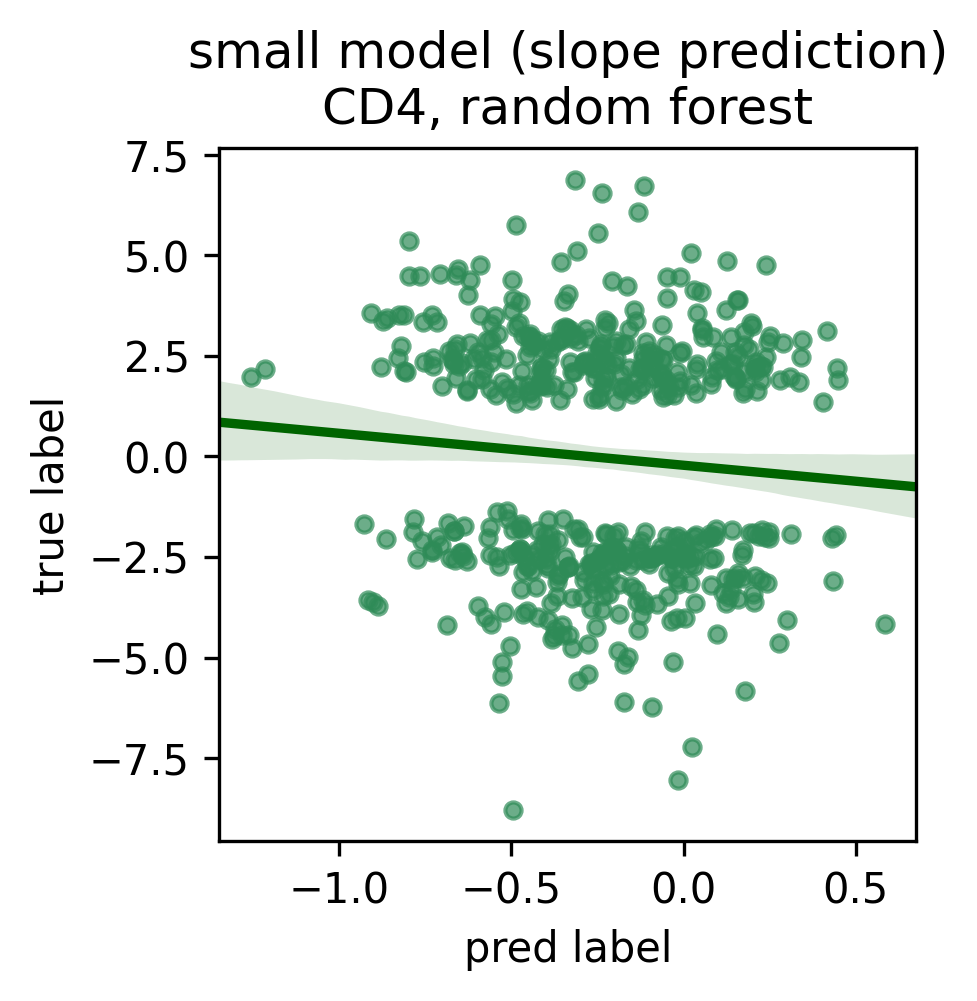 small model (slope prediction)
CD4, random forest
7.5
5.0
2.5
0.0
−2.5
−5.0
−7.5
true label
−1.0
−0.5
0.0
0.5
pred label